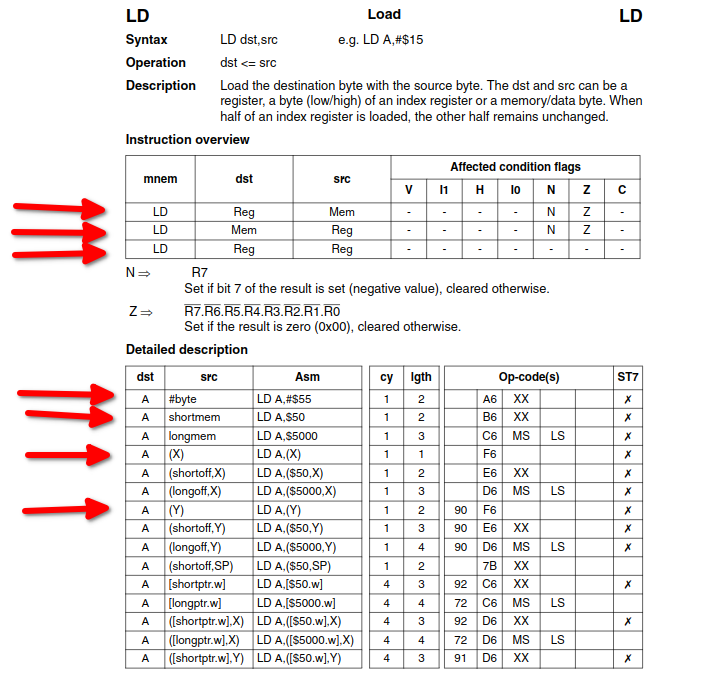 LD Load LD
Syntax LD dst,src e.g. LD A,#$15
Operation dst <= src
Description Load the destination byte with the source byte. The dst and src can be a
register, a byte (low/high) of an index register or a memory/data byte. When
half of an index register is loaded, the other half remains unchanged.
Instruction overview
mnem dst src Affected condition flags
V I1 H I0 N Z C
LD Reg Mem - - - - N Z -
LD Mem Reg - - - - N Z -
LD Reg Reg - - - - - - -
N ⇒ R7
Set if bit 7 of the result is set (negative value), cleared otherwise.
Z ⇒ R7.R6.R5.R4.R3.R2.R1.R0
Set if the result is zero (0x00), cleared otherwise.
Detailed description
dst src Asm cy lgth Op-code(s) ST7
A #byte LD A,#$55 1 2 A6 XX ✗
A shortmem LD A,$50 1 2 B6 XX ✗
A longmem LD A,$5000 1 3 C6 MS LS ✗
A (X) LD A,(X) 1 1 F6 ✗
A (shortoff,X) LD A,($50,X) 1 2 E6 XX ✗
A (longoff,X) LD A,($5000,X) 1 3 D6 MS LS ✗
A (Y) LD A,(Y) 1 2 90 F6 ✗
A (shortoff,Y) LD A,($50,Y) 1 3 90 E6 XX ✗
A (longoff,Y) LD A,($5000,Y) 1 4 90 D6 MS LS ✗
A (shortoff,SP) LD A,($50,SP) 1 2 7B XX
A [shortptr.w] LD A,[$50.w] 4 3 92 C6 XX ✗
A [longptr.w] LD A,[$5000.w] 4 4 72 C6 MS LS
A ([shortptr.w],X) LD A,([$50.w],X) 4 3 92 D6 XX ✗
A ([longptr.w],X) LD A,([$5000.w],X) 4 4 72 D6 MS LS
A ([shortptr.w],Y) LD A,([$50.w],Y) 4 3 91 D6 XX ✗